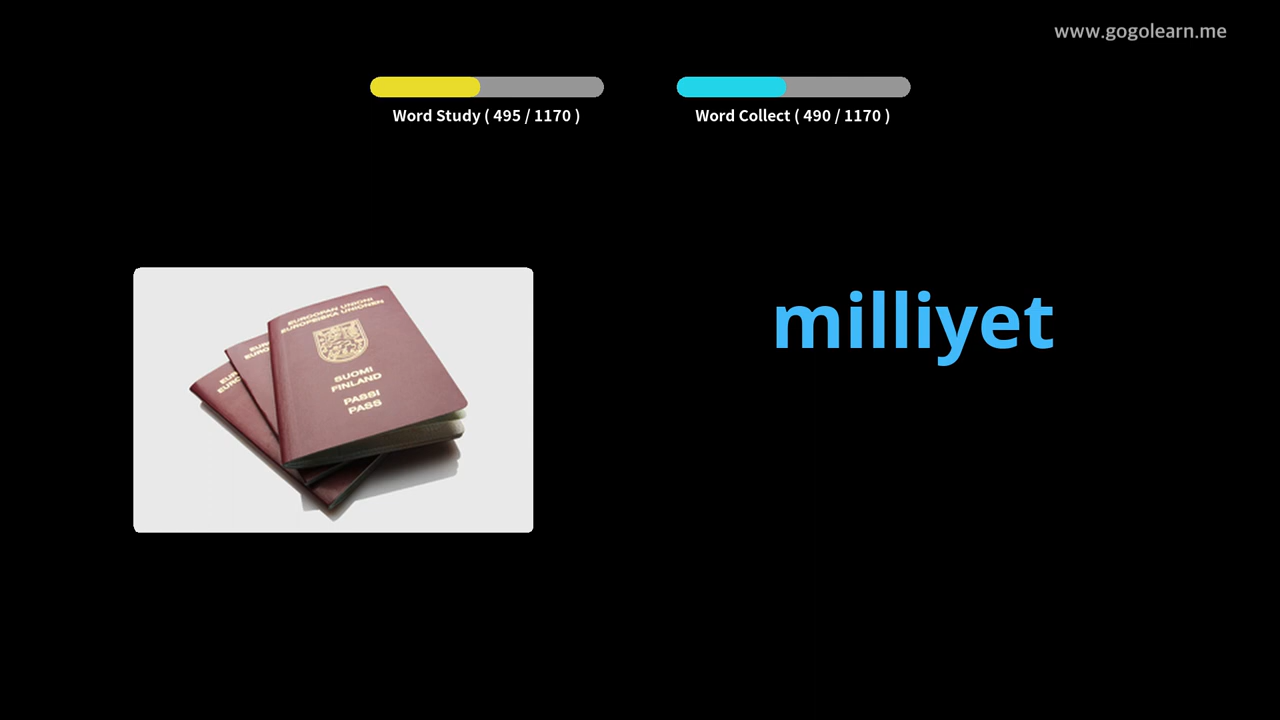 www.gogolearn.me
Word Study ( 495 / 1170 )
Word Collect ( 490 / 1170 )
milliyet
EUROOPAN UNIONI
EUROPEISKA UNIONEN
SUOMI
FINLAND
PASSI
PASS